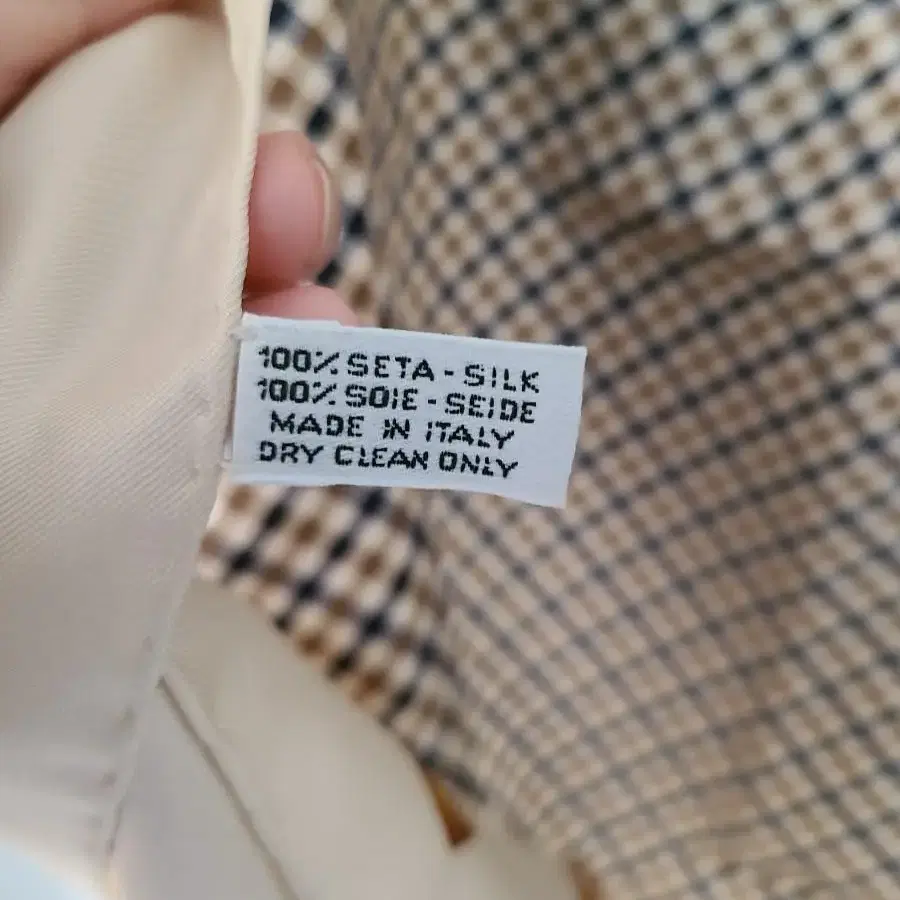 100% SETA - SILK
100% SOIE - SEIDE
MADE IN ITALY
DRY CLEAN ONLY